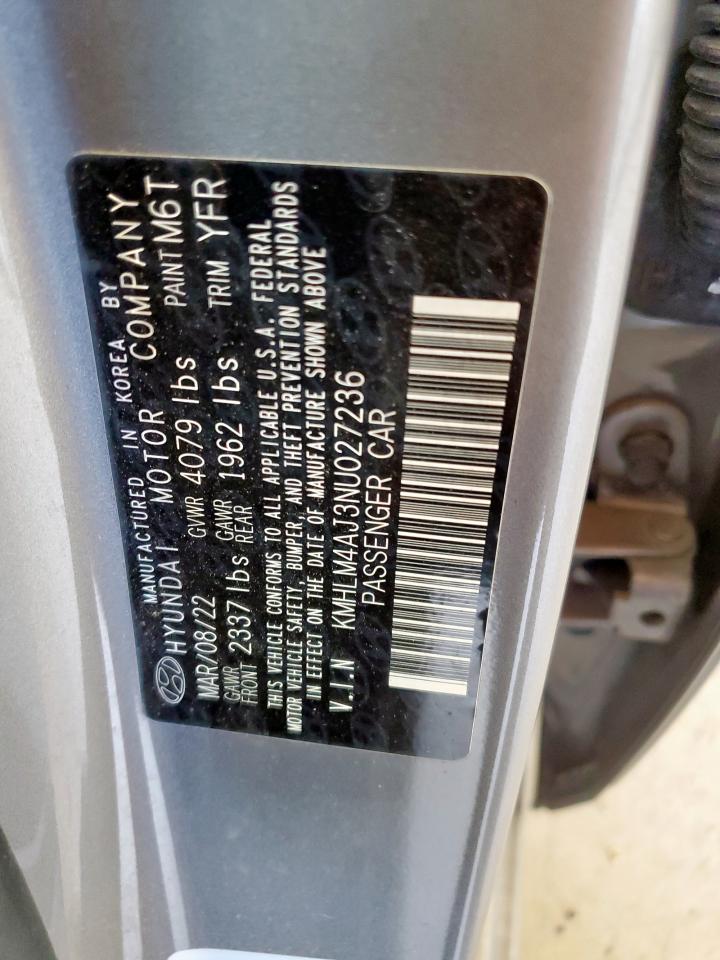 MANUFACTURED IN KOREA BY
HYUNDAI MOTOR COMPANY
MAR/08/22 GVWR 4079 lbs PAINT M6T
GAWR FRONT 2337 lbs GAWR REAR 1962 lbs TRIM YFR
THIS VEHICLE CONFORMS TO ALL APPLICABLE U.S.A. FEDERAL
MOTOR VEHICLE SAFETY, BUMPER, AND THEFT PREVENTION STANDARDS
IN EFFECT ON THE DATE OF MANUFACTURE SHOWN ABOVE
V.I.N KMHLM4AJ3NU027236
PASSENGER CAR